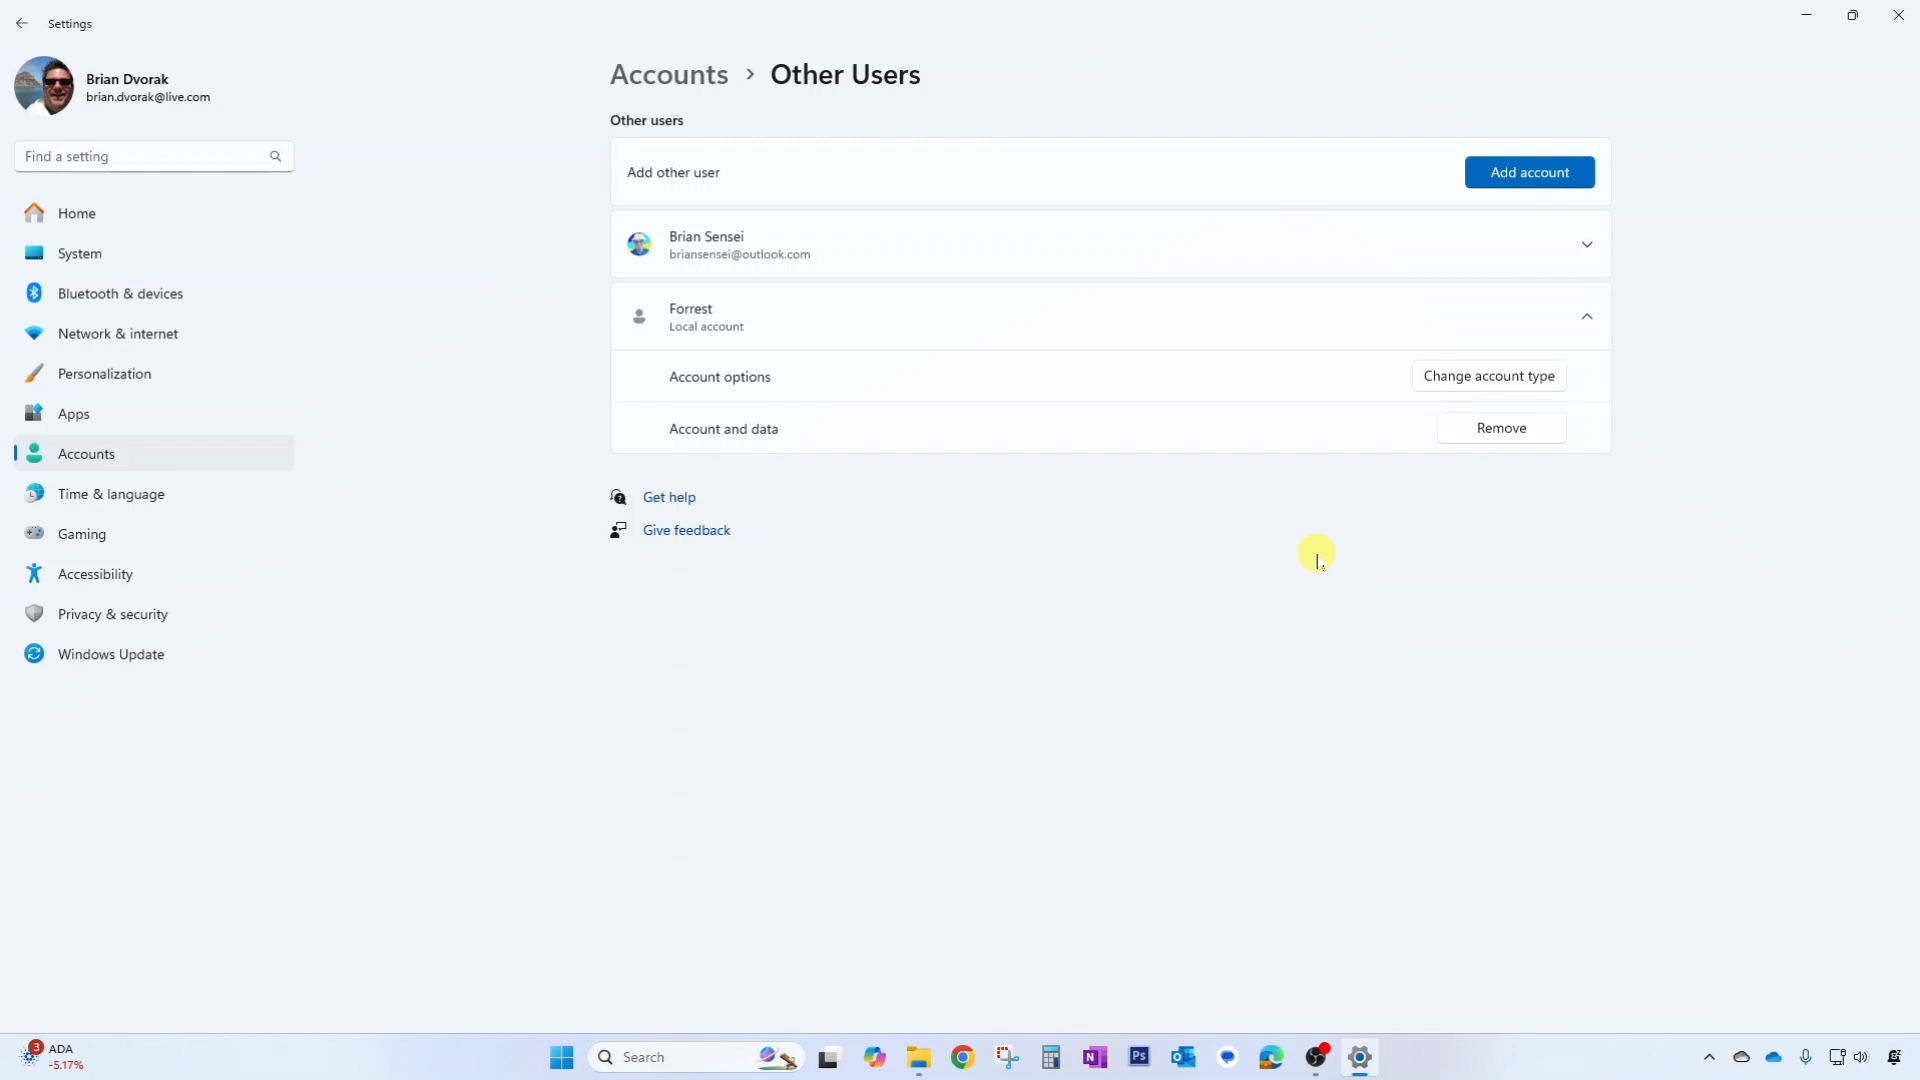 Settings
Brian Dvorak
brian.dvorak@live.com
Find a setting
Home
System
Bluetooth & devices
Network & internet
Personalization
Apps
Accounts
Time & language
Gaming
Accessibility
Privacy & security
Windows Update
Accounts > Other Users
Other users
Add other user
Add account
Brian Sensei
briansensei@outlook.com
Forrest
Local account
Account options
Change account type
Account and data
Remove
Get help
Give feedback
3
ADA
-5.17%
Search
N
Ps